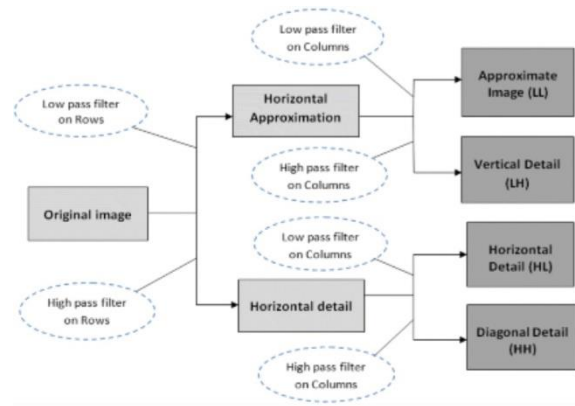 Low pass filter
on Columns
Approximate
Image (LL)
Low pass filter
on Rows
Horizontal
Approximation
High pass filter
on Columns
Vertical Detail
(LH)
Original image
Low pass filter
on Columns
Horizontal
Detail (HL)
High pass filter
on Rows
Horizontal detail
Diagonal Detail
(HH)
High pass filter
on Columns